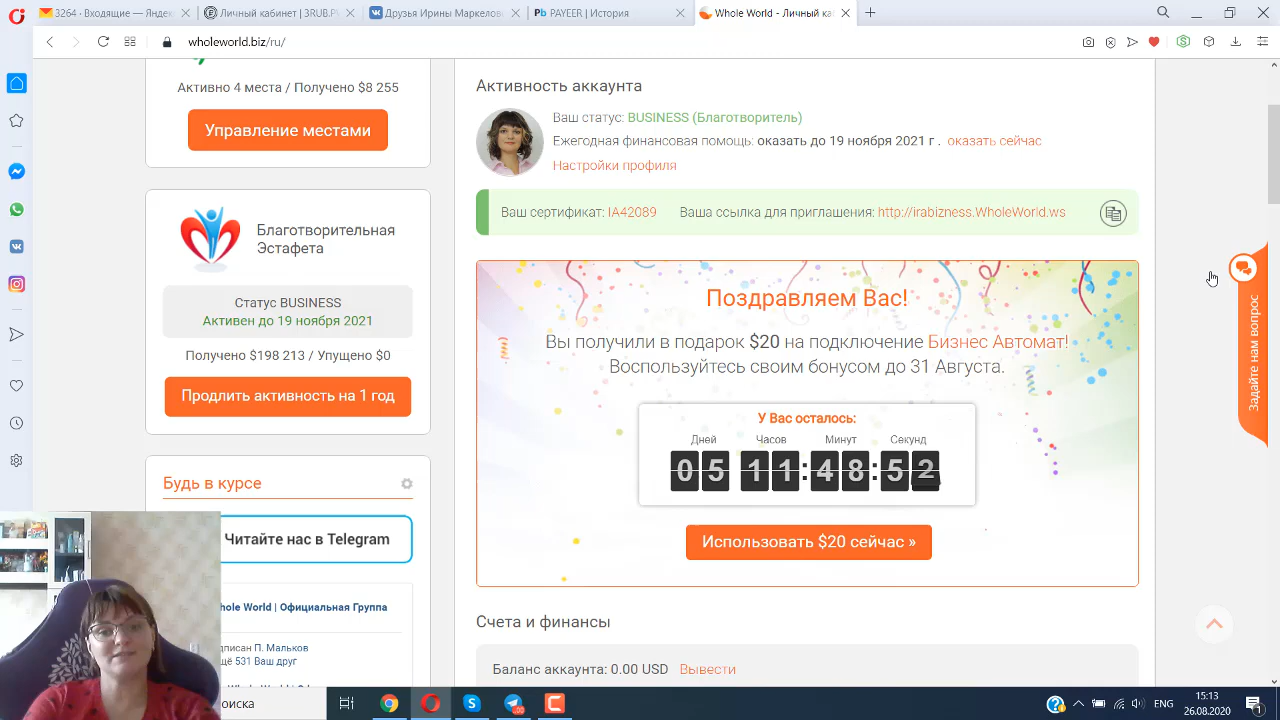 3264 · Входящие — Яндекс
Личный кабинет | 3RUB.PW
Друзья Ирины Маркелово
PAYEER | История
Whole World - Личный ка
wholeworld.biz/ru/
Активно 4 места / Получено $8 255
Управление местами
Благотворительная
Эстафета
Статус BUSINESS
Активен до 19 ноября 2021
Получено $198 213 / Упущено $0
Продлить активность на 1 год
Будь в курсе
Читайте нас в Telegram
hole World | Официальная Группа
дписан П. Мальков
ещё 531 Ваш друг
Активность аккаунта
Ваш статус: BUSINESS (Благотворитель)
Ежегодная финансовая помощь: оказать до 19 ноября 2021 г . оказать сейчас
Настройки профиля
Ваш сертификат: IA42089 Ваша ссылка для приглашения: http://irabizness.WholeWorld.ws
Поздравляем Вас!
Вы получили в подарок $20 на подключение Бизнес Автомат!
Воспользуйтесь своим бонусом до 31 Августа.
У Вас осталось:
Дней Часов Минут Секунд
05 11:48:52
Использовать $20 сейчас »
Счета и финансы
Баланс аккаунта: 0.00 USD Вывести
Задайте нам вопрос
оиска
ENG
15:13
26.08.2020